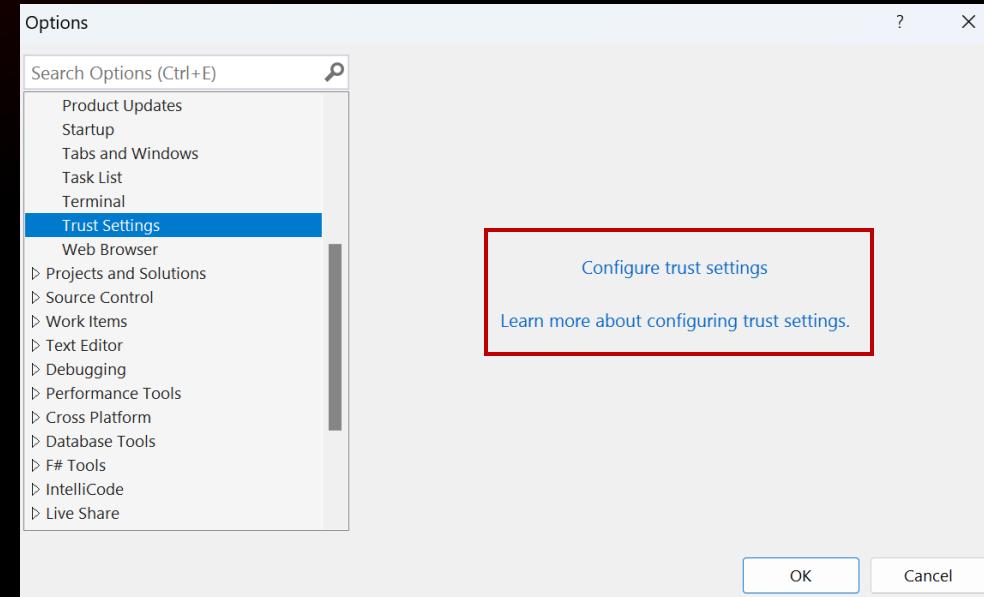 Options
?
Search Options (Ctrl+E)
Product Updates
Startup
Tabs and Windows
Task List
Terminal
Trust Settings
Web Browser
Projects and Solutions
Source Control
Work Items
Text Editor
Debugging
Performance Tools
Cross Platform
Database Tools
F# Tools
IntelliCode
Live Share
Configure trust settings
Learn more about configuring trust settings.
OK
Cancel